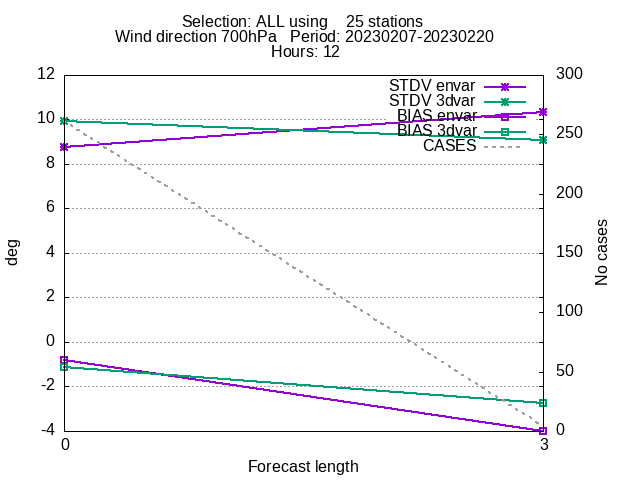 Selection: ALL using    25 stations
Wind direction 700hPa   Period: 20230207-20230220
Hours: 12
STDV envar
STDV 3dvar
BIAS envar
BIAS 3dvar
CASES
12
10
8
6
4
2
0
-2
-4
deg
300
250
200
150
100
50
0
No cases
0
3
Forecast length